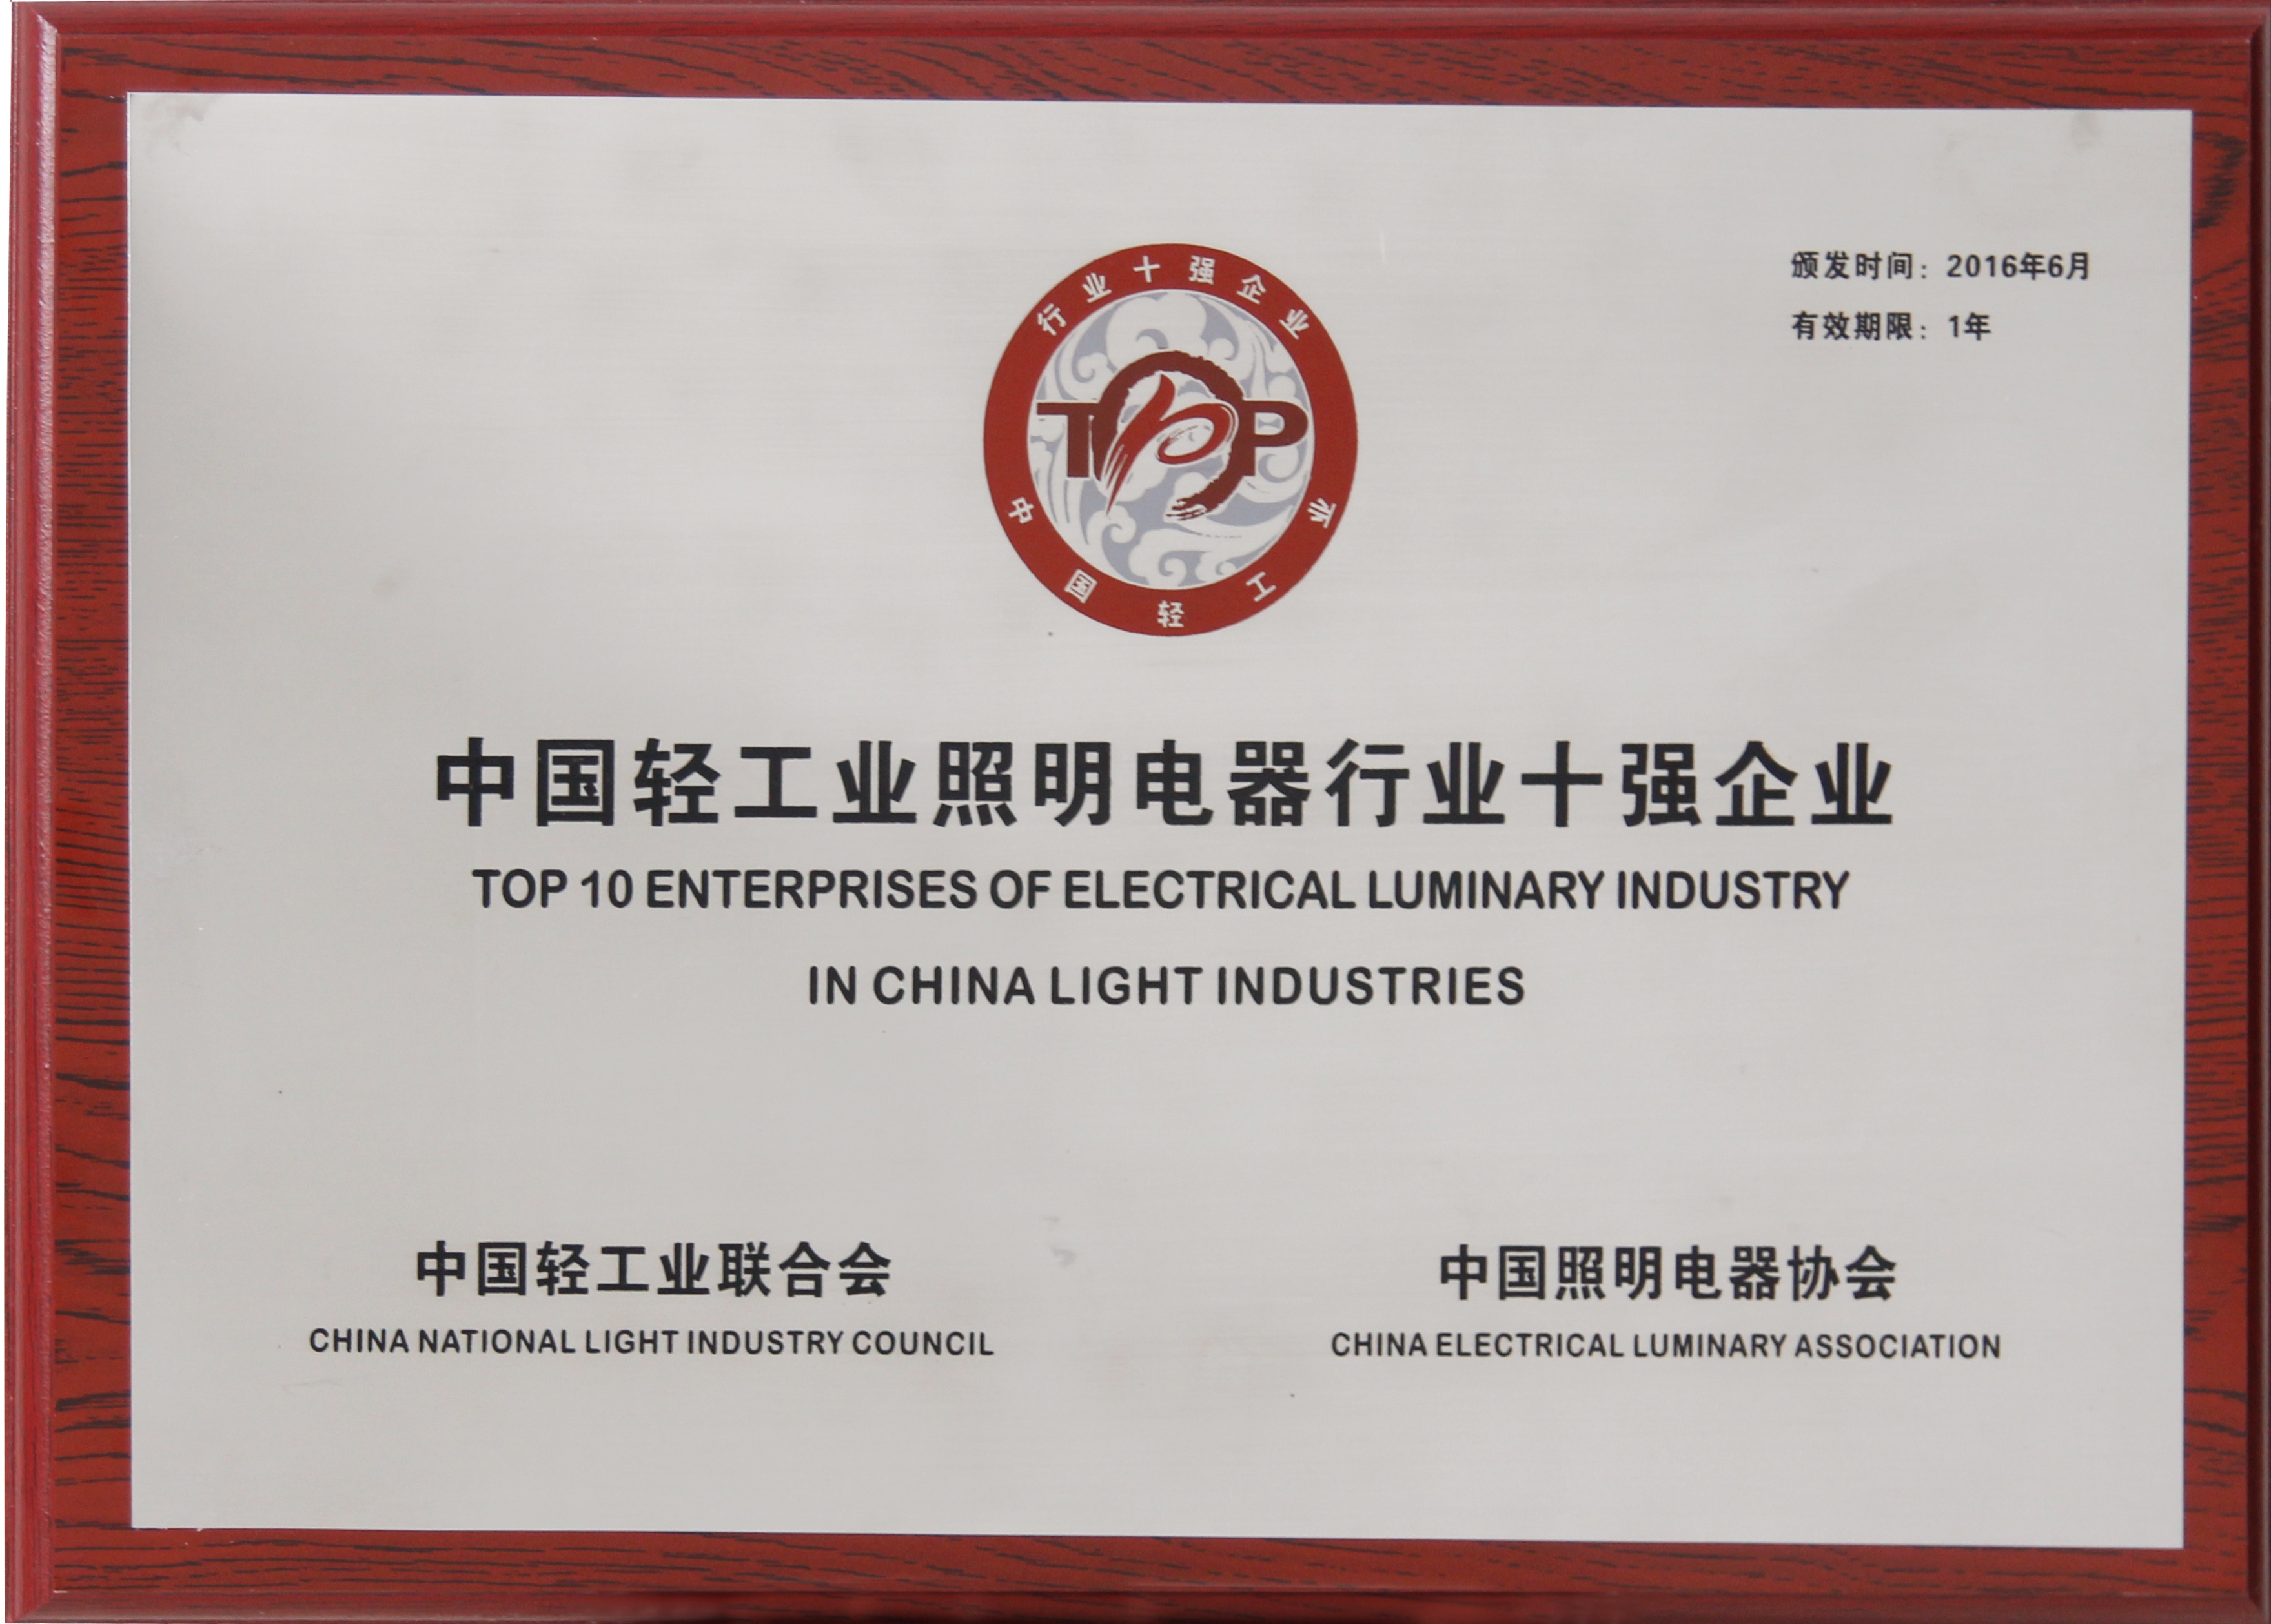 颁发时间：2016年6月
有效期限：1年
行业十强企业
TOP
中国轻工业
中国轻工业照明电器行业十强企业
TOP 10 ENTERPRISES OF ELECTRICAL LUMINARY INDUSTRY
IN CHINA LIGHT INDUSTRIES
中国轻工业联合会
CHINA NATIONAL LIGHT INDUSTRY COUNCIL
中国照明电器协会
CHINA ELECTRICAL LUMINARY ASSOCIATION